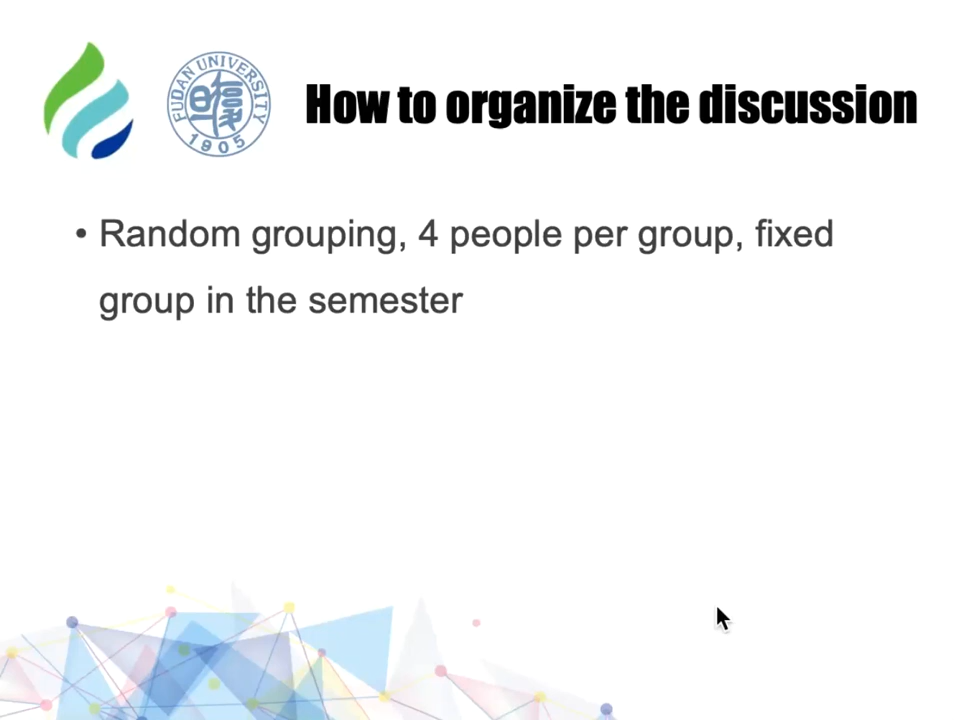 FUDAN UNIVERSITY
1905
How to organize the discussion
• Random grouping, 4 people per group, fixed
group in the semester